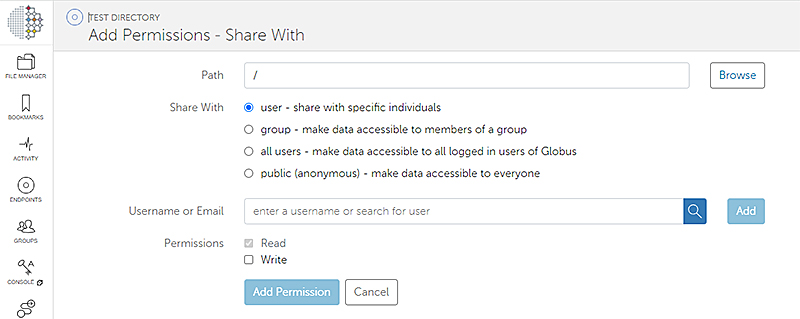 TEST DIRECTORY
Add Permissions - Share With
FILE MANAGER
BOOKMARKS
ACTIVITY
ENDPOINTS
GROUPS
CONSOLE
Path
/
Browse
Share With
user - share with specific individuals
group - make data accessible to members of a group
all users - make data accessible to all logged in users of Globus
public (anonymous) - make data accessible to everyone
Username or Email
enter a username or search for user
Add
Permissions
Read
Write
Add Permission
Cancel